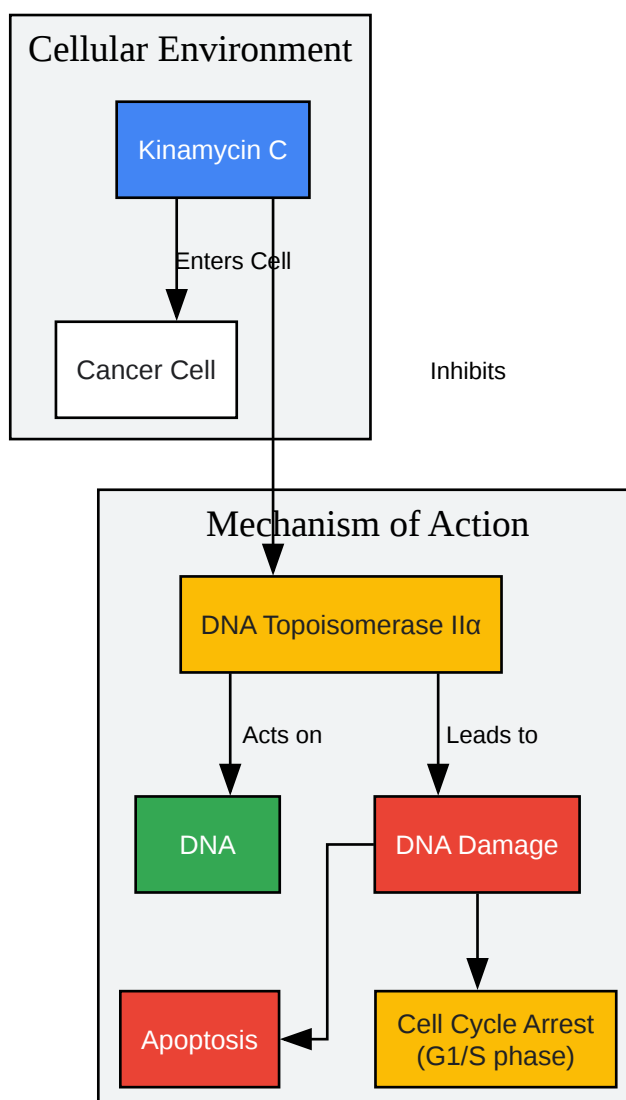 Cellular Environment
Kinamycin C
Enters Cell
Cancer Cell
Inhibits
Mechanism of Action
DNA Topoisomerase IIα
Acts on
Leads to
DNA
DNA Damage
Apoptosis
Cell Cycle Arrest
(G1/S phase)